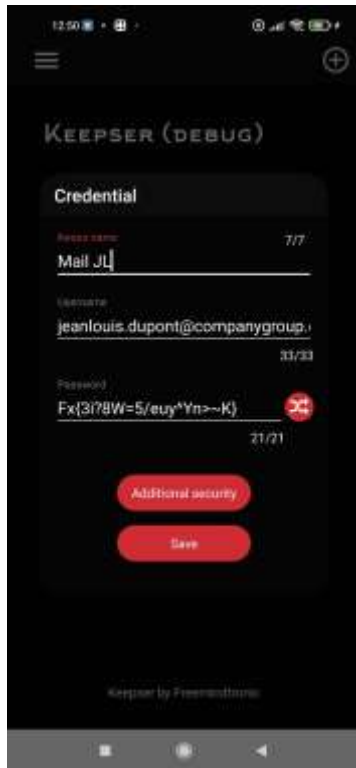 12:50
KEEPSER (DEBUG)
Credential
7/7
Mail JL
Username
jeanlouis.dupont@companygroup.
33/33
Password
Fx{3i?8W=5/euy^Yn>~K}
21/21
Additional security
Save
Keepser by Freemindtronic